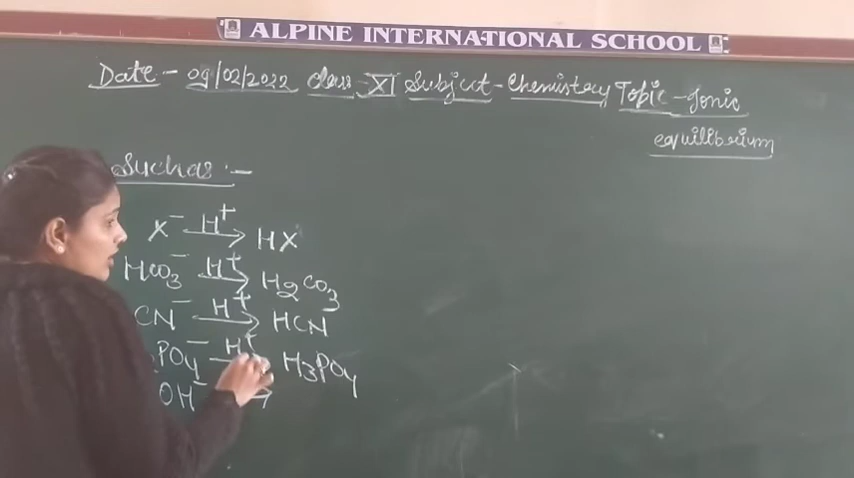 ALPINE INTERNATIONAL SCHOOL
Date - 09/02/2022 Class - XI Subject - Chemistry Topic - Ionic
equilibrium
Such as :-
X⁻ H⁺→ HX
HCO₃⁻ H⁺→ H₂CO₃
CN⁻ H⁺→ HCN
PO₄⁻ H⁺→ H₃PO₄
OH⁻ →